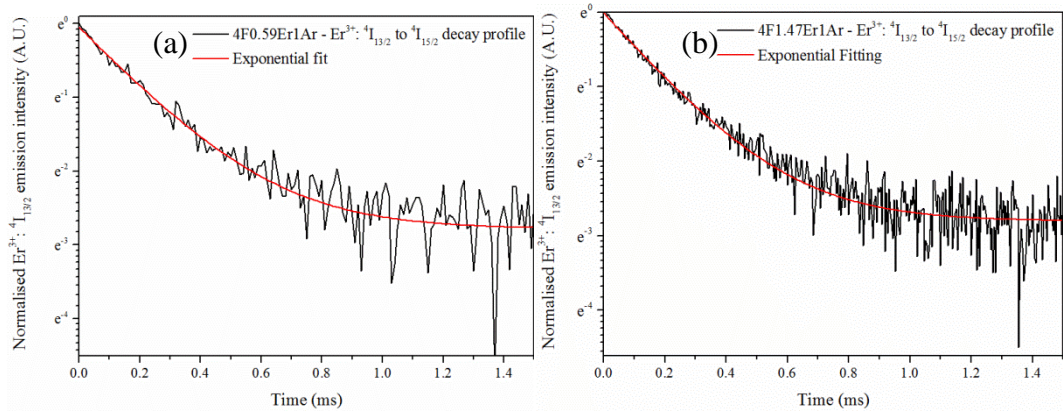 (a)
4F0.59Er1Ar - Er³⁺: ⁴I₁₃/₂ to ⁴I₁₅/₂ decay profile
Exponential fit
Normalised Er³⁺: ⁴I₁₃/₂ emission intensity (A.U.)
e⁰
e⁻¹
e⁻²
e⁻³
e⁻⁴
0.0 0.2 0.4 0.6 0.8 1.0 1.2 1.4
Time (ms)
(b)
4F1.47Er1Ar - Er³⁺: ⁴I₁₃/₂ to ⁴I₁₅/₂ decay profile
Exponential Fitting
Normalised Er³⁺: ⁴I₁₃/₂ emission intensity (A.U.)
e⁰
e⁻¹
e⁻²
e⁻³
e⁻⁴
0.0 0.2 0.4 0.6 0.8 1.0 1.2 1.4
Time (ms)